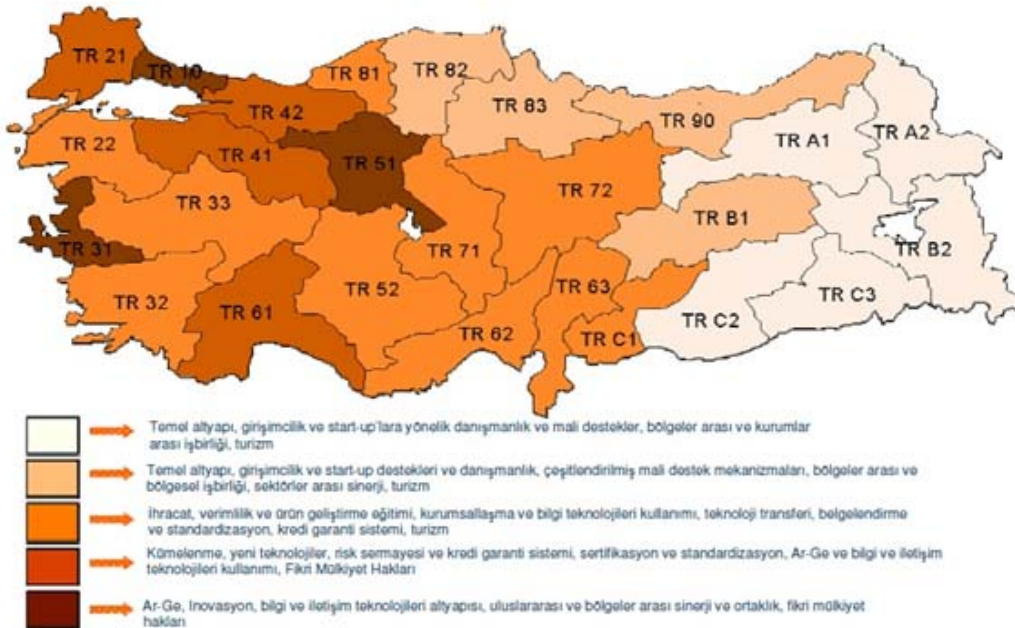 TR 21
TR 10
TR 81
TR 82
TR 83
TR 42
TR 90
TR A1
TR A2
TR 22
TR 41
TR 51
TR 72
TR 33
TR B1
TR 31
TR 71
TR B2
TR 32
TR 61
TR 52
TR 62
TR 63
TR C1
TR C2
TR C3
Temel altyapı, girişimcilik ve start-up'lara yönelik danışmanlık ve mali destekler, bölgeler arası ve kurumlar
arası işbirliği, turizm
Temel altyapı, girişimcilik ve start-up destekleri ve danışmanlık, çeşitlendirilmiş mali destek mekanizmaları, bölgeler arası ve
bölgesel işbirliği, sektörler arası sinerji, turizm
İhracat, verimlilik ve ürün geliştirme eğitimi, kurumsallaşma ve bilgi teknolojileri kullanımı, teknoloji transferi, belgelendirme
ve standardizasyon, kredi garanti sistemi, turizm
Kümelenme, yeni teknolojiler, risk sermayesi ve kredi garanti sistemi, sertifikasyon ve standardizasyon, Ar-Ge ve bilgi ve iletişim
teknolojileri kullanımı, Fikri Mülkiyet Hakları
Ar-Ge, Inovasyon, bilgi ve iletişim teknolojileri altyapısı, uluslararası ve bölgeler arası sinerji ve ortaklık, fikri mülkiyet
hakları